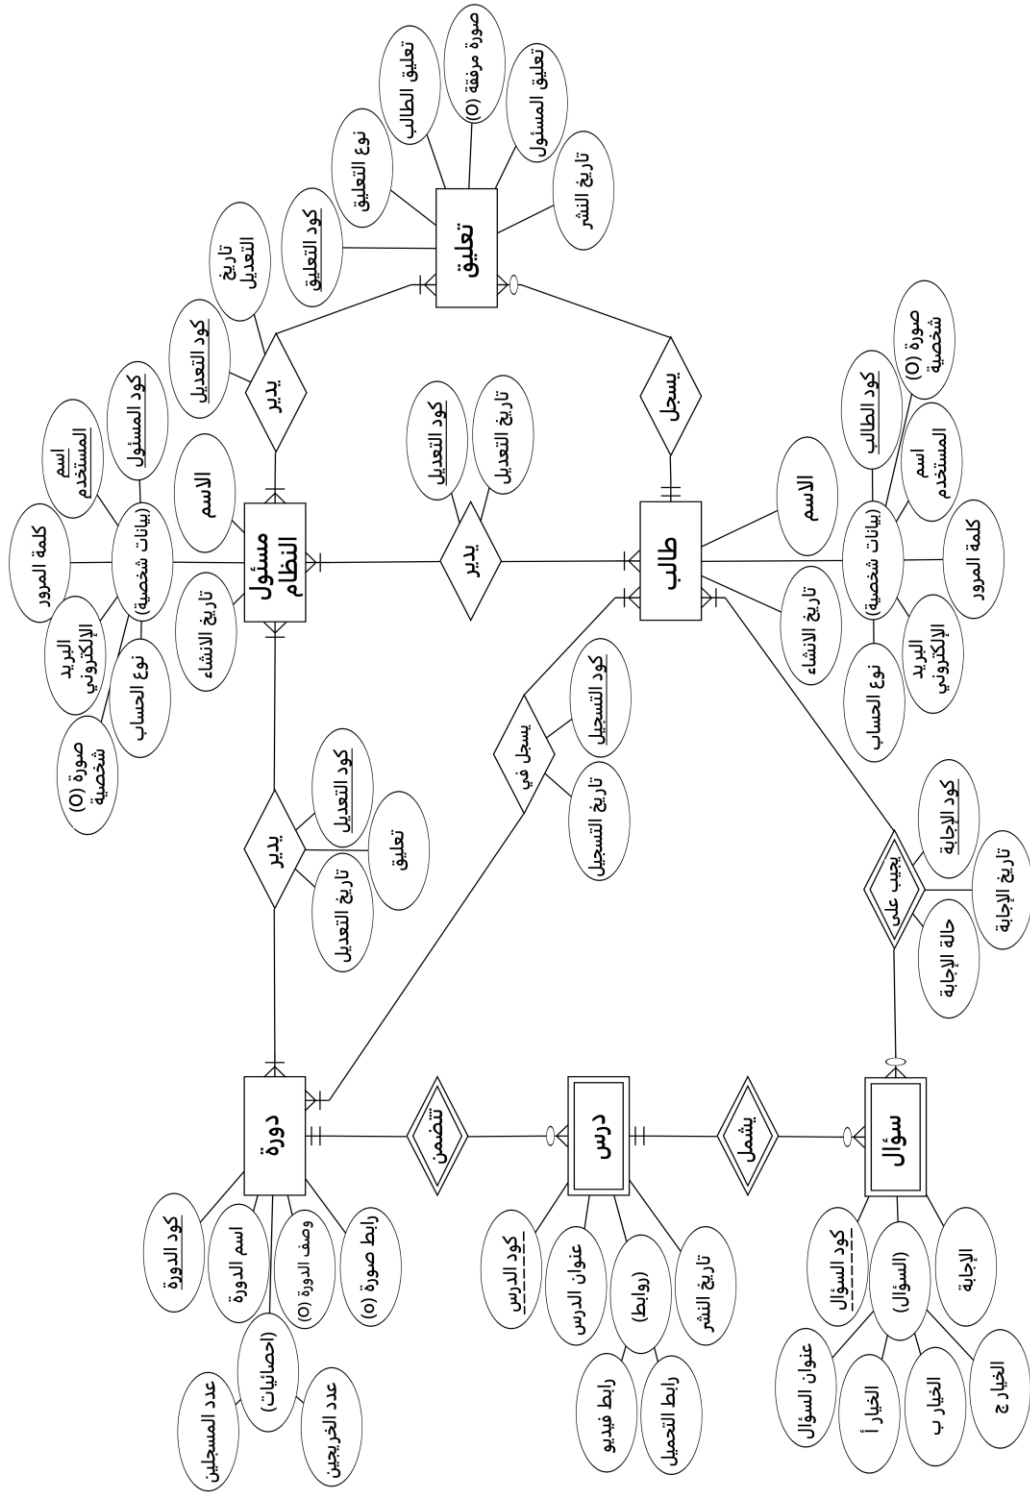 صورة مرفقة (O)
تعليق الطالب
تعليق المسئول
نوع التعليق
تاريخ النشر
كود التعليق
تعليق
تاريخ
التعديل
كود التعديل
يدير
يسجل
صورة (O)
شخصية
كود المسئول
اسم
المستخدم
كلمة المرور
(بيانات شخصية)
البريد
الإلكتروني
نوع الحساب
صورة (O)
شخصية
الاسم
تاريخ الانشاء
مسئول
النظام
كود التعديل
تاريخ التعديل
يدير
طالب
الاسم
تاريخ الانشاء
كود الطالب
اسم
المستخدم
كلمة المرور
(بيانات شخصية)
البريد
الإلكتروني
نوع الحساب
يدير
كود التعديل
تعليق
تاريخ التعديل
يسجل في
كود التسجيل
تاريخ التسجيل
يجيب على
كود الإجابة
تاريخ الإجابة
حالة الإجابة
دورة
تتضمن
درس
يشمل
سؤال
كود الدورة
اسم الدورة
وصف الدورة (O)
رابط صورة (o)
(احصائيات)
عدد المسجلين
عدد الخريجين
كود الدرس
عنوان الدرس
(روابط)
تاريخ النشر
رابط فيديو
رابط التحميل
كود السؤال
(السؤال)
الإجابة
عنوان السؤال
الخيار أ
الخيار ب
الخيار ج